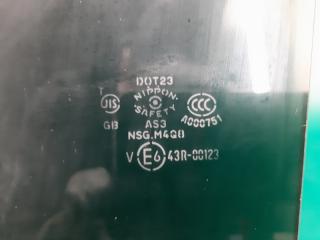 DOT23
NIPPON
SAFETY
T
JIS
GB
CCC
A000751
AS3
NSG.M4Q8
V E6 43R-00123